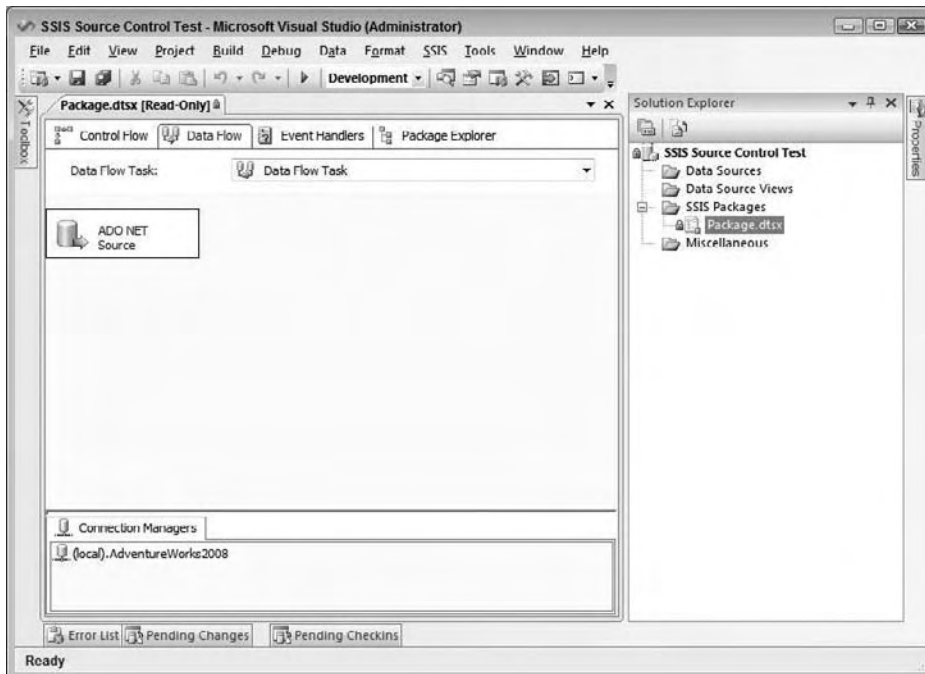 SSIS Source Control Test - Microsoft Visual Studio (Administrator)
File Edit View Project Build Debug Data Format SSIS Tools Window Help
Development
Toolbox
Package.dtsx [Read-Only]
Control Flow Data Flow Event Handlers Package Explorer
Data Flow Task: Data Flow Task
ADO NET
Source
Connection Managers
(local).AdventureWorks2008
Error List Pending Changes Pending Checkins
Ready
Solution Explorer
SSIS Source Control Test
Data Sources
Data Source Views
SSIS Packages
Package.dtsx
Miscellaneous
Properties